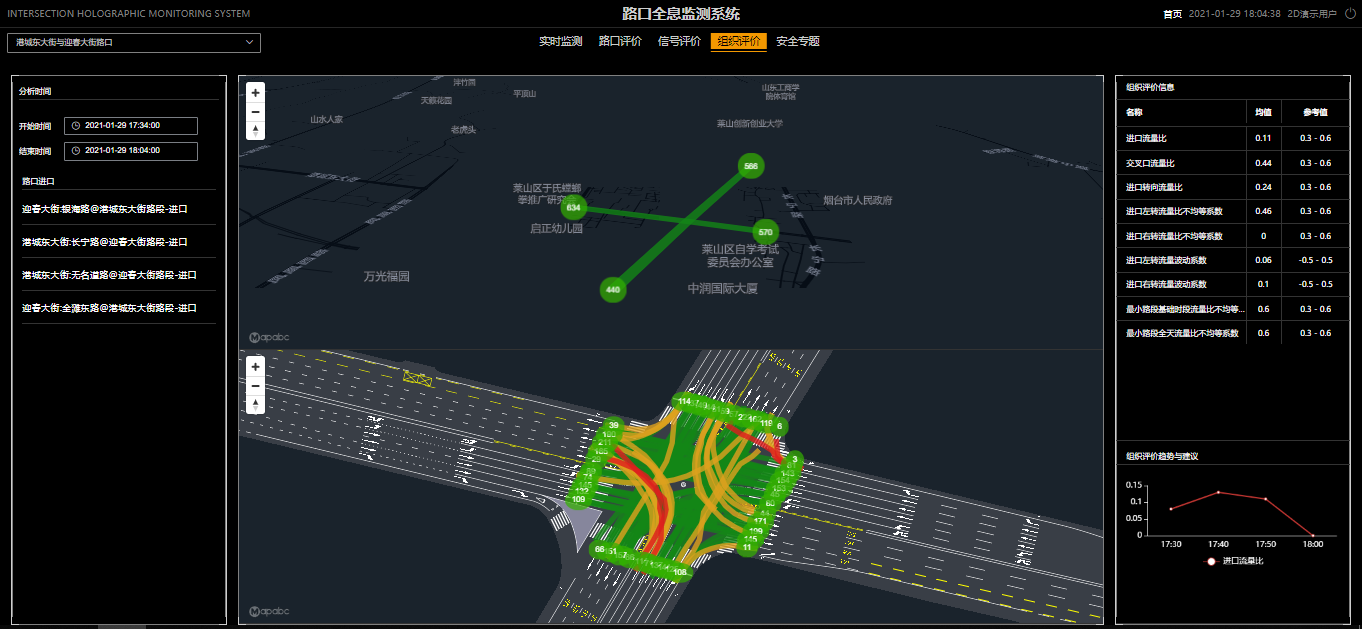 INTERSECTION HOLOGRAPHIC MONITORING SYSTEM
路口全息监测系统
首页 2021-01-29 18:04:38 2D演示用户
港城东大街与迎春大街路口
实时监测 路口评价 信号评价 组织评价 安全专题
分析时间
开始时间 2021-01-29 17:34:00
结束时间 2021-01-29 18:04:00
路口进口
迎春大街:银海路@港城东大街路段-进口
港城东大街:长宁路@迎春大街路段-进口
港城东大街:无名道路@迎春大街路段-进口
迎春大街:金滩东路@港城东大街路段-进口
+
−
天籁花园
平顶山
山东工商学
院体育馆
山水人家
老虎头
莱山创新创业大学
566
莱山区于氏螳螂
拳推广研究会
634
烟台市人民政府
启正幼儿园
570
莱山区自学考试
委员会办公室
万光福园
440
中润国际大厦
Mapabc
+
−
114
116
6
39
211
109
3
143
60
171
109
145
11
66
51
108
Mapabc
组织评价信息
名称 均值 参考值
进口流量比 0.11 0.3 - 0.6
交叉口流量比 0.44 0.3 - 0.6
进口转向流量比 0.24 0.3 - 0.6
进口左转流量比不均等系数 0.46 0.3 - 0.6
进口右转流量比不均等系数 0 0.3 - 0.6
进口左转流量波动系数 0.06 -0.5 - 0.5
进口右转流量波动系数 0.1 -0.5 - 0.5
最小路段基础时段流量比不均等... 0.6 0.3 - 0.6
最小路段全天流量比不均等系数 0.6 0.3 - 0.6
组织评价趋势与建议
0.15
0.1
0.05
0
17:30 17:40 17:50 18:00
进口流量比